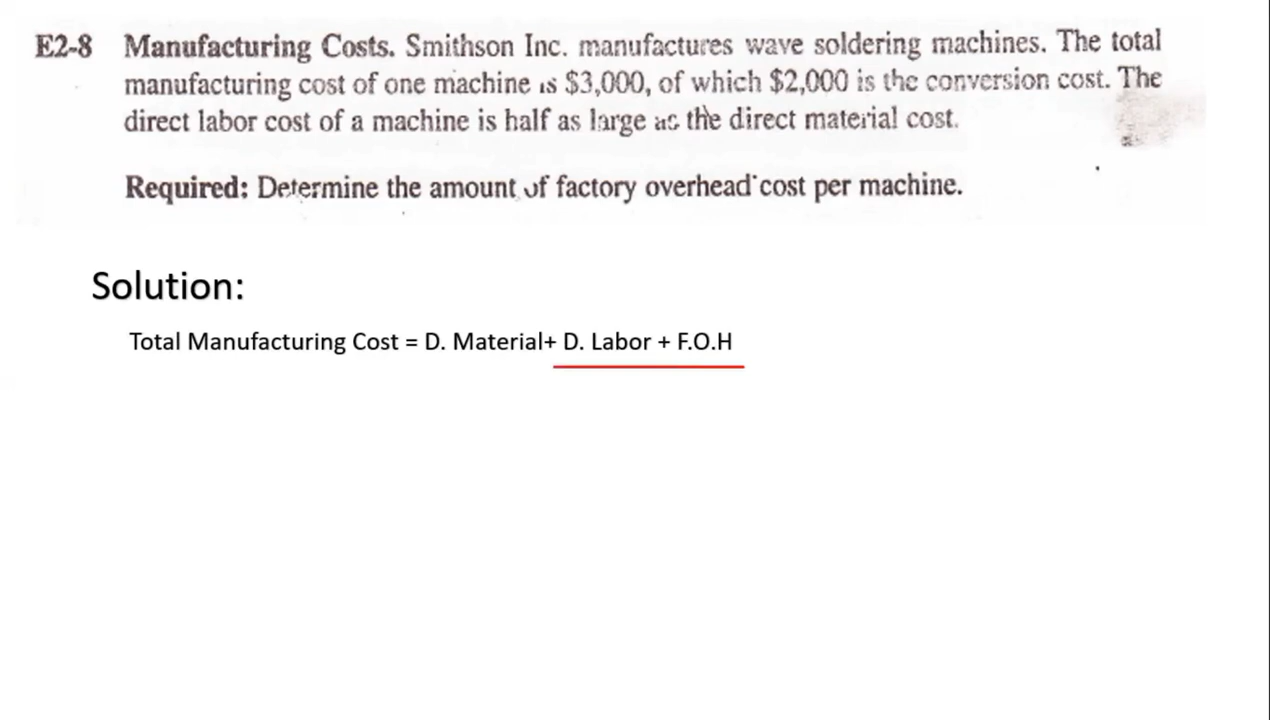 E2-8 Manufacturing Costs. Smithson Inc. manufactures wave soldering machines. The total
manufacturing cost of one machine is $3,000, of which $2,000 is the conversion cost. The
direct labor cost of a machine is half as large as the direct material cost.
Required: Determine the amount of factory overhead cost per machine.
Solution:
Total Manufacturing Cost = D. Material+ D. Labor + F.O.H